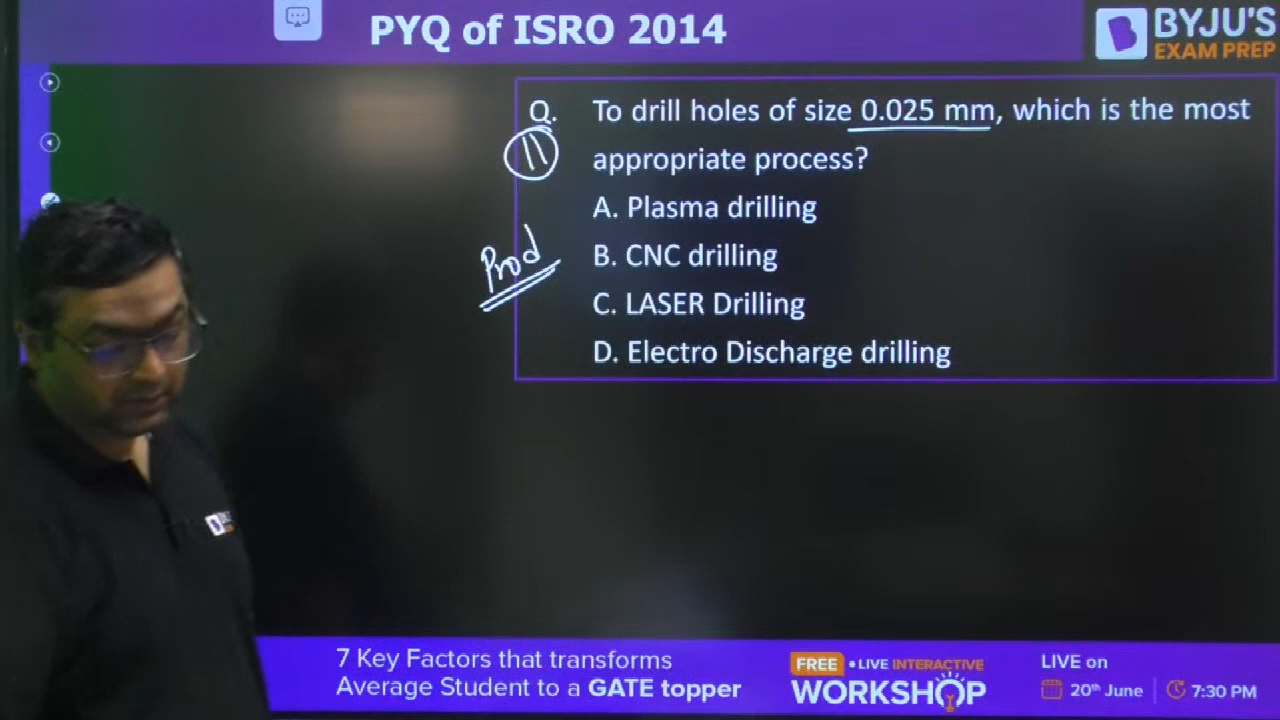 PYQ of ISRO 2014
BYJU'S
EXAM PREP
Q. To drill holes of size 0.025 mm, which is the most
11
appropriate process?
A. Plasma drilling
Prod
B. CNC drilling
C. LASER Drilling
D. Electro Discharge drilling
7 Key Factors that transforms
Average Student to a GATE topper
FREE • LIVE INTERACTIVE
WORKSHOP
LIVE on
20th June | 7:30 PM